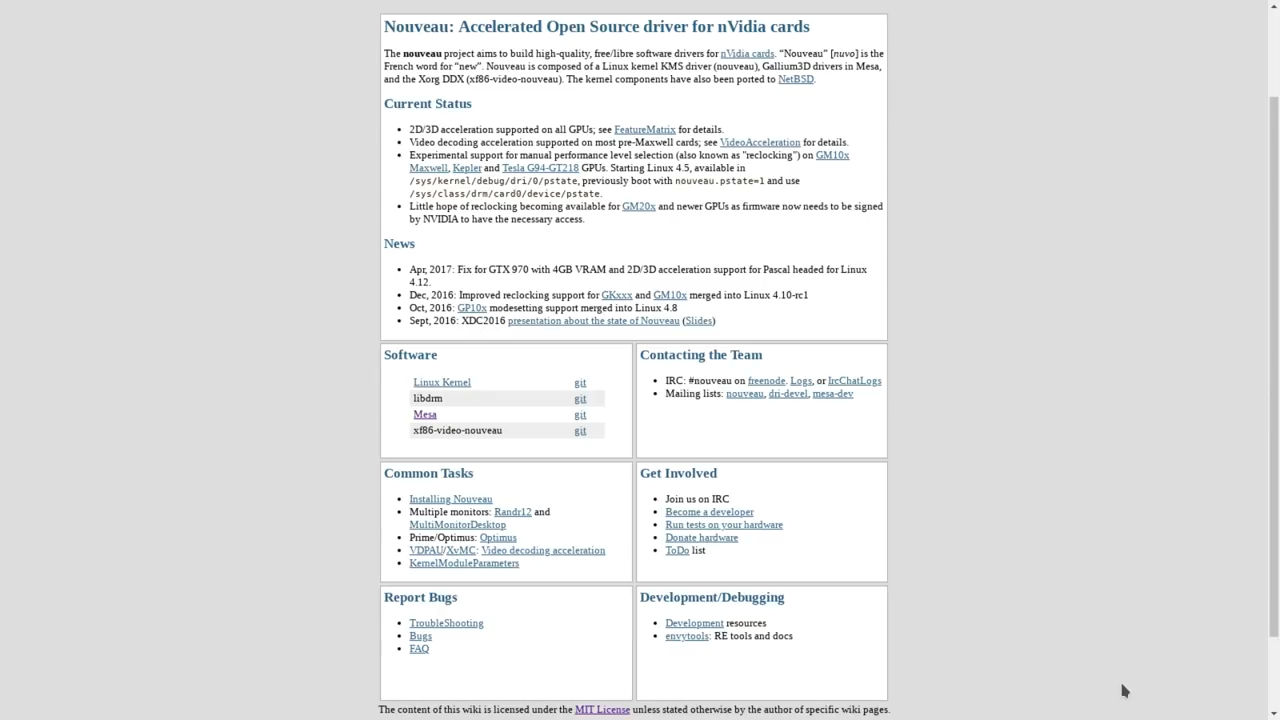 Nouveau: Accelerated Open Source driver for nVidia cards
The nouveau project aims to build high-quality, free/libre software drivers for nVidia cards. “Nouveau” [nuvo] is the
French word for “new”. Nouveau is composed of a Linux kernel KMS driver (nouveau), Gallium3D drivers in Mesa,
and the Xorg DDX (xf86-video-nouveau). The kernel components have also been ported to NetBSD.
Current Status
• 2D/3D acceleration supported on all GPUs; see FeatureMatrix for details.
• Video decoding acceleration supported on most pre-Maxwell cards; see VideoAcceleration for details.
• Experimental support for manual performance level selection (also known as "reclocking") on GM10x
Maxwell, Kepler and Tesla G94-GT218 GPUs. Starting Linux 4.5, available in
/sys/kernel/debug/dri/0/pstate, previously boot with nouveau.pstate=1 and use
/sys/class/drm/card0/device/pstate.
• Little hope of reclocking becoming available for GM20x and newer GPUs as firmware now needs to be signed
by NVIDIA to have the necessary access.
News
• Apr, 2017: Fix for GTX 970 with 4GB VRAM and 2D/3D acceleration support for Pascal headed for Linux
4.12.
• Dec, 2016: Improved reclocking support for GKxxx and GM10x merged into Linux 4.10-rc1
• Oct, 2016: GP10x modesetting support merged into Linux 4.8
• Sept, 2016: XDC2016 presentation about the state of Nouveau (Slides)
Software
Linux Kernel git
libdrm git
Mesa git
xf86-video-nouveau git
Contacting the Team
• IRC: #nouveau on freenode. Logs, or IrcChatLogs
• Mailing lists: nouveau, dri-devel, mesa-dev
Common Tasks
• Installing Nouveau
• Multiple monitors: Randr12 and
MultiMonitorDesktop
• Prime/Optimus: Optimus
• VDPAU/XvMC: Video decoding acceleration
• KernelModuleParameters
Get Involved
• Join us on IRC
• Become a developer
• Run tests on your hardware
• Donate hardware
• ToDo list
Report Bugs
• TroubleShooting
• Bugs
• FAQ
Development/Debugging
• Development resources
• envytools: RE tools and docs
The content of this wiki is licensed under the MIT License unless stated otherwise by the author of specific wiki pages.